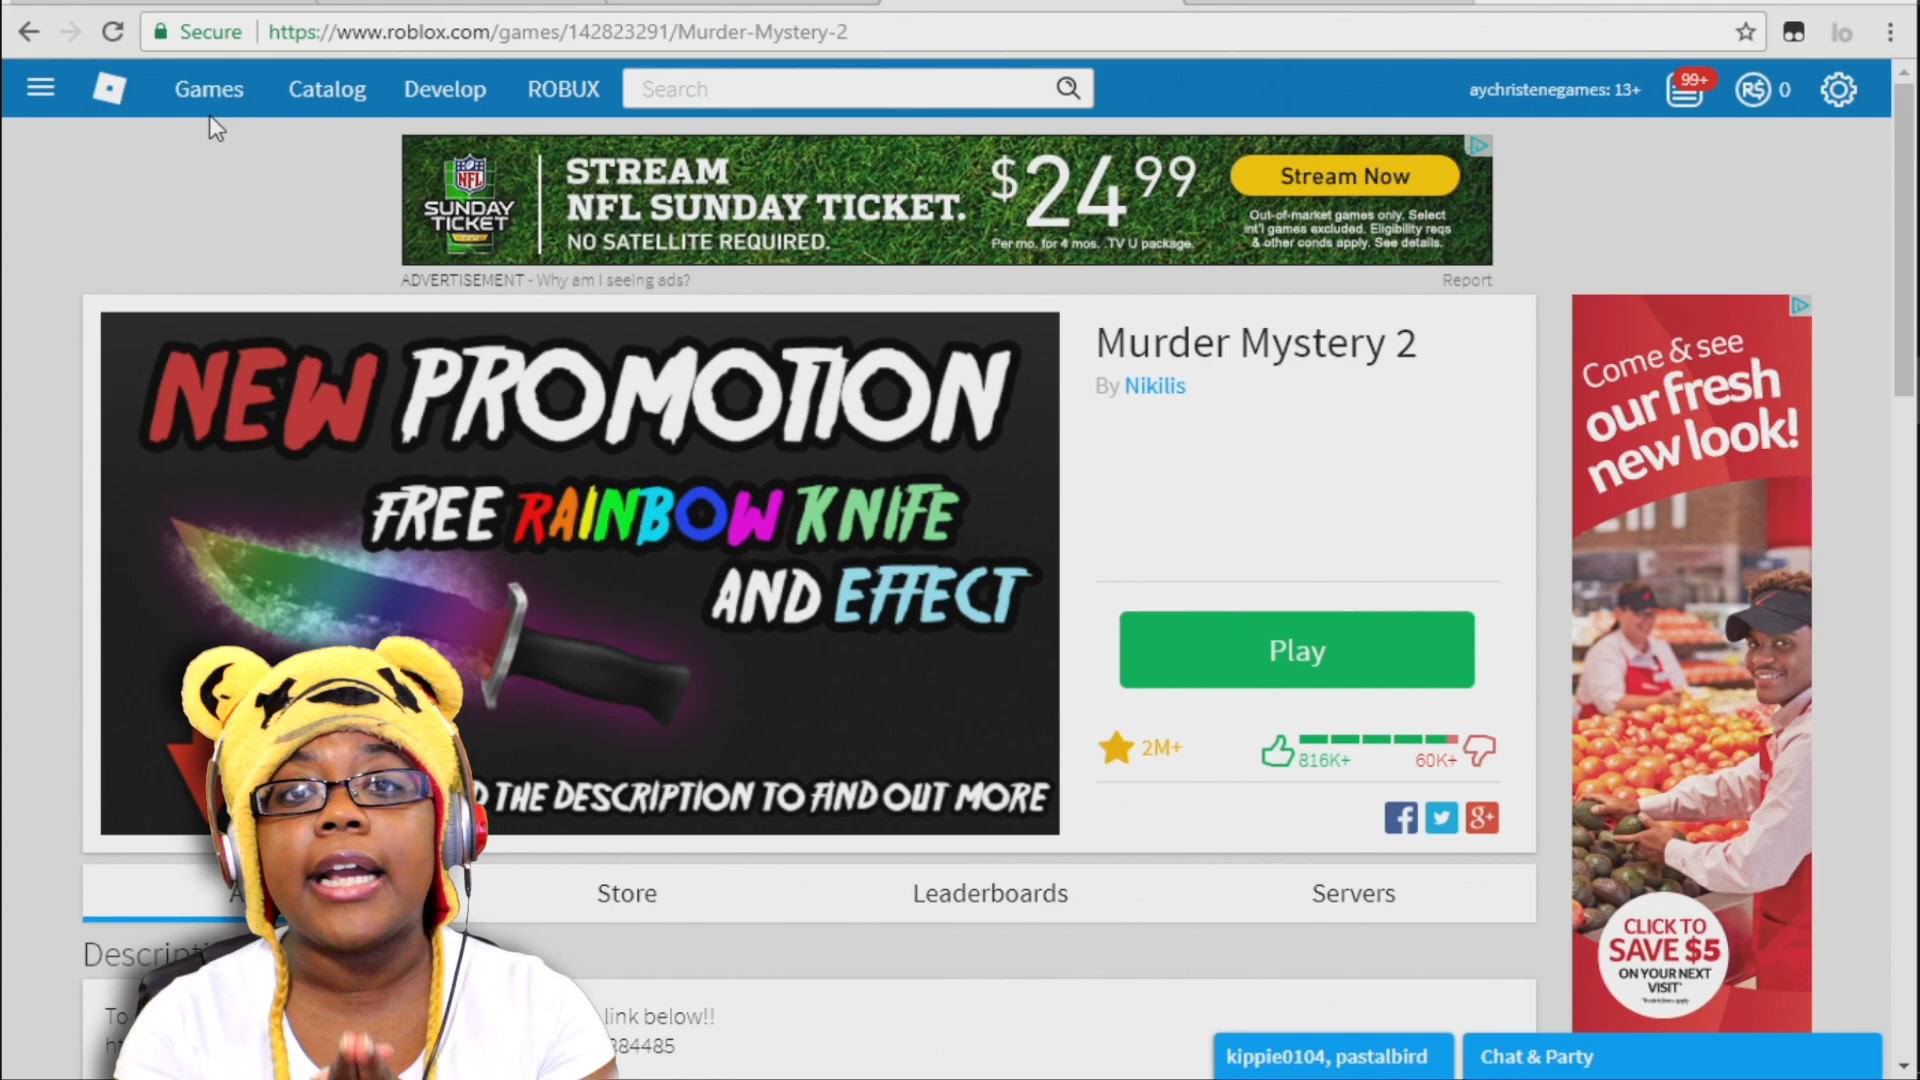 Secure https://www.roblox.com/games/142823291/Murder-Mystery-2
Games Catalog Develop ROBUX Search aychristenegames: 13+ 99+ R$ 0
NFL
SUNDAY
TICKET
STREAM
NFL SUNDAY TICKET.
NO SATELLITE REQUIRED.
$24 99
Per mo. for 4 mos. TV U package.
Stream Now
Out-of-market games only. Select
int'l games excluded. Eligibility reqs
& other conds apply. See details.
ADVERTISEMENT - Why am I seeing ads? Report
NEW PROMOTION
FREE RAINBOW KNIFE
AND EFFECT
THE DESCRIPTION TO FIND OUT MORE
Murder Mystery 2
By Nikilis
Play
2M+ 816K+ 60K+
g+
Come & see
our fresh
new look!
CLICK TO
SAVE $5
ON YOUR NEXT
VISIT*
Store Leaderboards Servers
To link below!!
84485
kippie0104, pastalbird Chat & Party